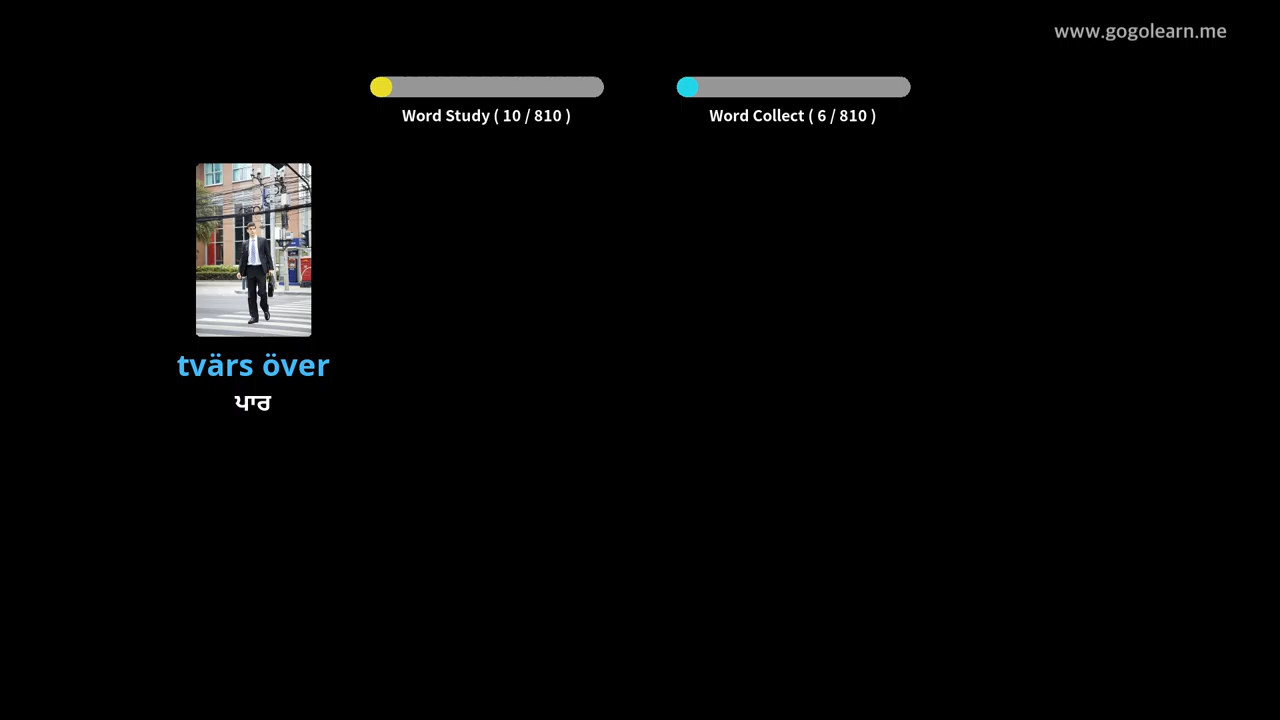 www.gogolearn.me
Word Study ( 10 / 810 )
Word Collect ( 6 / 810 )
tvärs över
ਪਾਰ